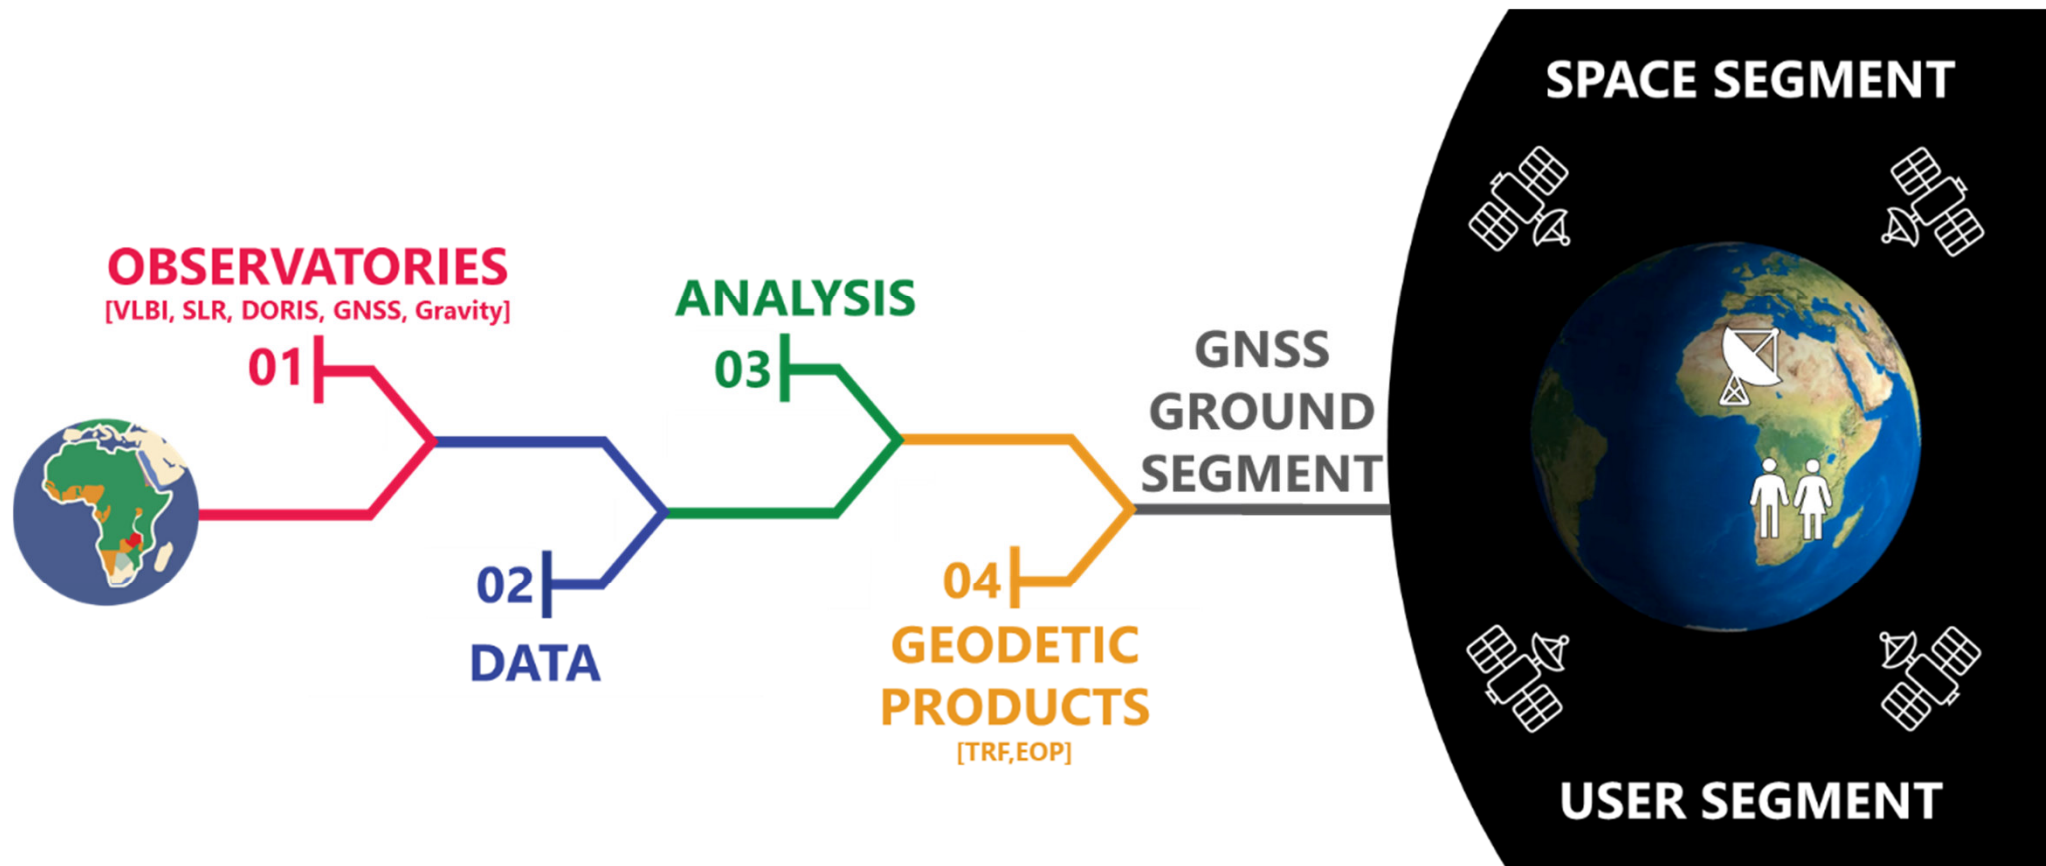 OBSERVATORIES
[VLBI, SLR, DORIS, GNSS, Gravity]
01
02
DATA
ANALYSIS
03
04
GEODETIC
PRODUCTS
[TRF,EOP]
GNSS
GROUND
SEGMENT
SPACE SEGMENT
USER SEGMENT